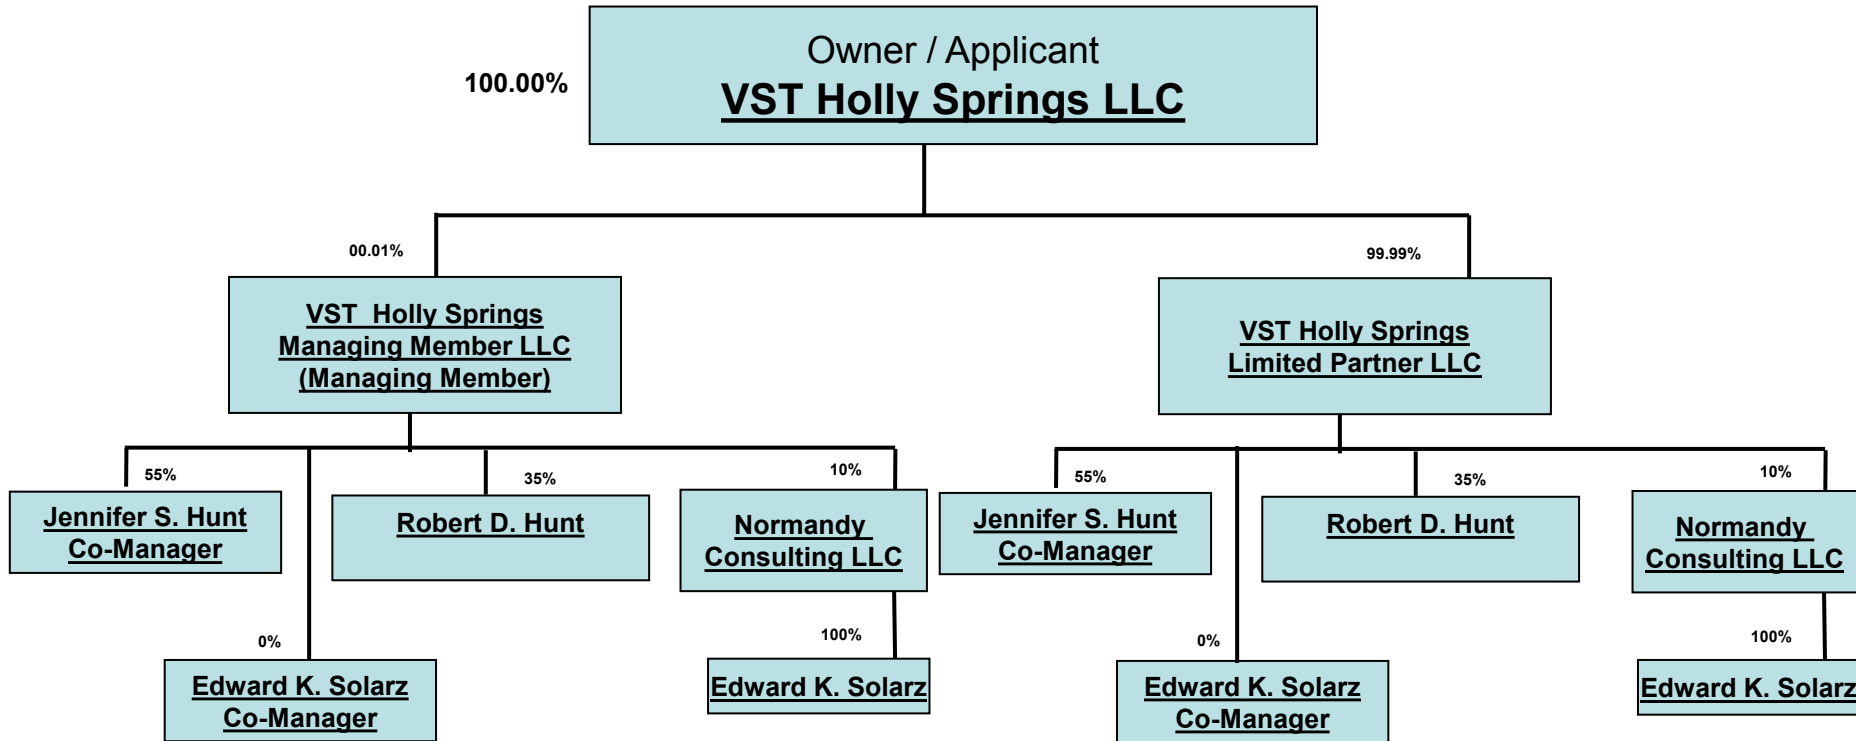 Owner / Applicant
100.00%
VST Holly Springs LLC
00.01%
99.99%
VST Holly Springs
Managing Member LLC
(Managing Member)
VST Holly Springs
Limited Partner LLC
55%
35%
10%
55%
35%
10%
Jennifer S. Hunt
Co-Manager
Robert D. Hunt
Normandy
Consulting LLC
Jennifer S. Hunt
Co-Manager
Robert D. Hunt
Normandy
Consulting LLC
0%
100%
0%
100%
Edward K. Solarz
Co-Manager
Edward K. Solarz
Edward K. Solarz
Co-Manager
Edward K. Solarz